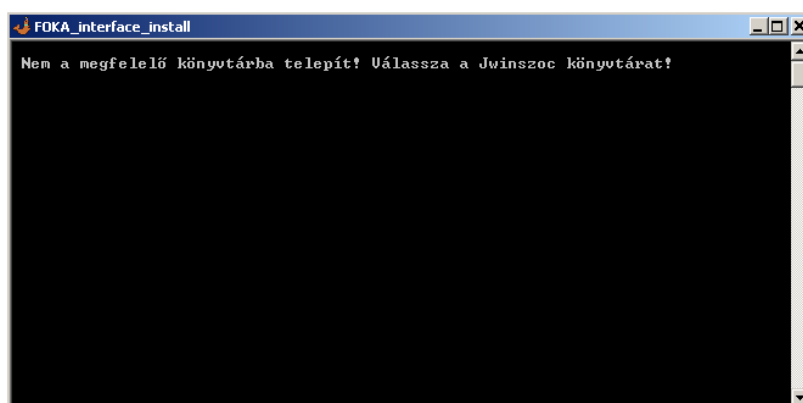 FOKA_interface_install
Nem a megfelelő könyvtárba telepít! Válassza a Jwinszoc könyvtárat!